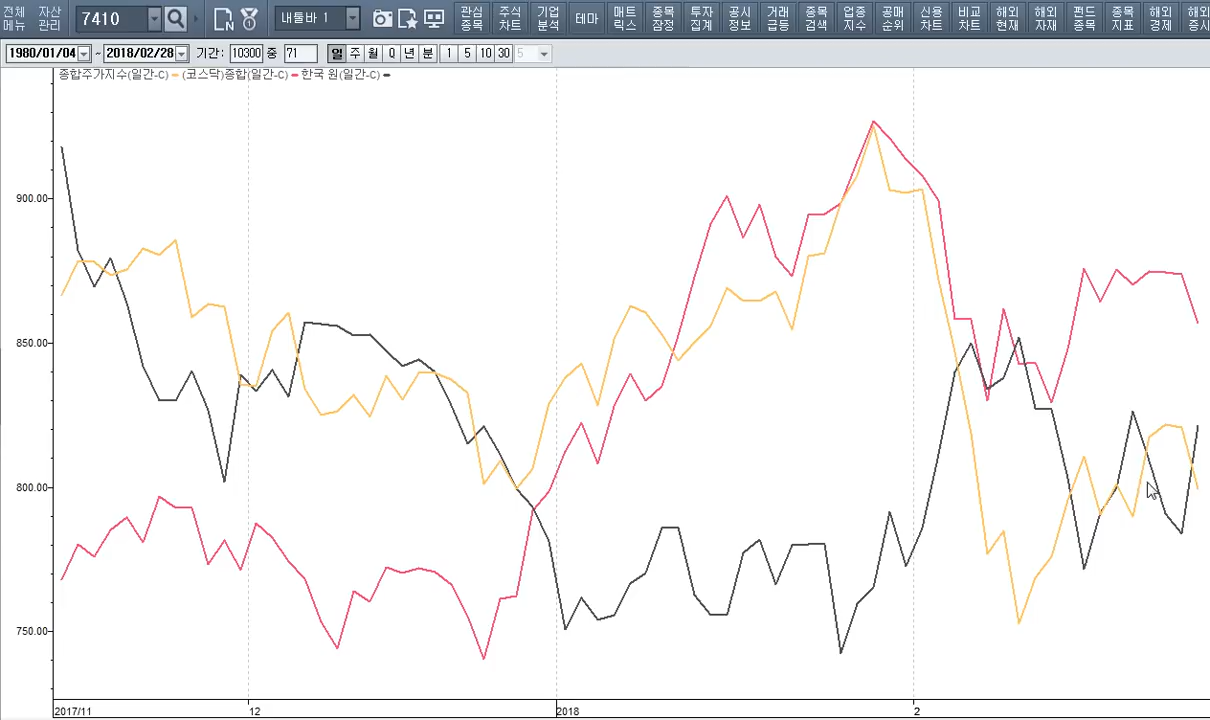 전체 자산 7410 내툴바 1 관심 주식 기업 테마 매트 종목 투자 공시 거래 종목 업종 공매 신용 비교 해외 해외 펀드 종목 해외 해외
메뉴 관리 종목 차트 분석 릭스 잠정 집계 정보 급등 검색 지수 순위 차트 차트 현재 자재 종목 지표 경제 증시
1980/01/04 ~ 2018/02/28 기간: 10300 중 71 일 주 월 Q 년 분 1 5 10 30 5
종합주가지수(일간-C) (코스닥)종합(일간-C) 한국 원(일간-C)
900.00
850.00
800.00
750.00
2017/11 12 2018 2